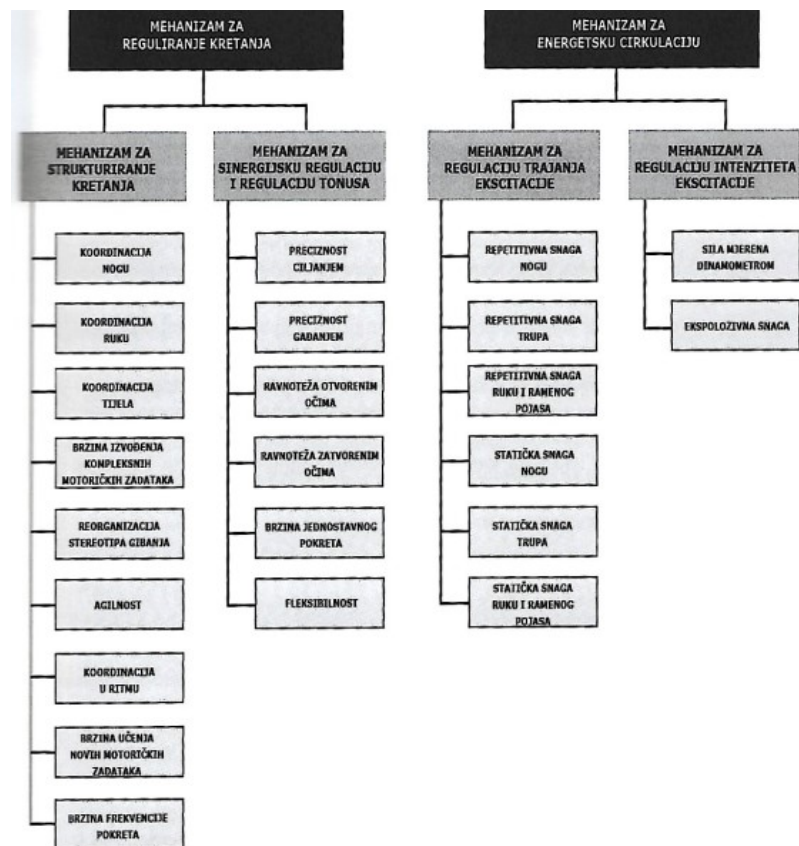 MEHANIZAM ZA
REGULIRANJE KRETANJA
MEHANIZAM ZA
STRUKTURIRANJE
KRETANJA
KOORDINACIJA
NOGU
KOORDINACIJA
RUKU
KOORDINACIJA
TIJELA
BRZINA IZVOĐENJA
KOMPLEKSNIH
MOTORIČKIH ZADATAKA
REORGANIZACIJA
STEREOTIPA GIBANJA
AGILNOST
KOORDINACIJA
U RITMU
BRZINA UČENJA
NOVIH MOTORIČKIH
ZADATAKA
BRZINA FREKVENCIJE
POKRETA
MEHANIZAM ZA
SINERGIJSKU REGULACIJU
I REGULACIJU TONUSA
PRECIZNOST
CILJANJEM
PRECIZNOST
GAĐANJEM
RAVNOTEŽA OTVORENIM
OČIMA
RAVNOTEŽA ZATVORENIM
OČIMA
BRZINA JEDNOSTAVNOG
POKRETA
FLEKSIBILNOST
MEHANIZAM ZA
ENERGETSKU CIRKULACIJU
MEHANIZAM ZA
REGULACIJU TRAJANJA
EKSCITACIJE
REPETITIVNA SNAGA
NOGU
REPETITIVNA SNAGA
TRUPA
REPETITIVNA SNAGA
RUKU I RAMENOG
POJASA
STATIČKA SNAGA
NOGU
STATIČKA SNAGA
TRUPA
STATIČKA SNAGA
RUKU I RAMENOG
POJASA
MEHANIZAM ZA
REGULACIJU INTENZITETA
EKSCITACIJE
SILA MJERENA
DINAMOMETROM
EKSPOLOZIVNA SNAGA